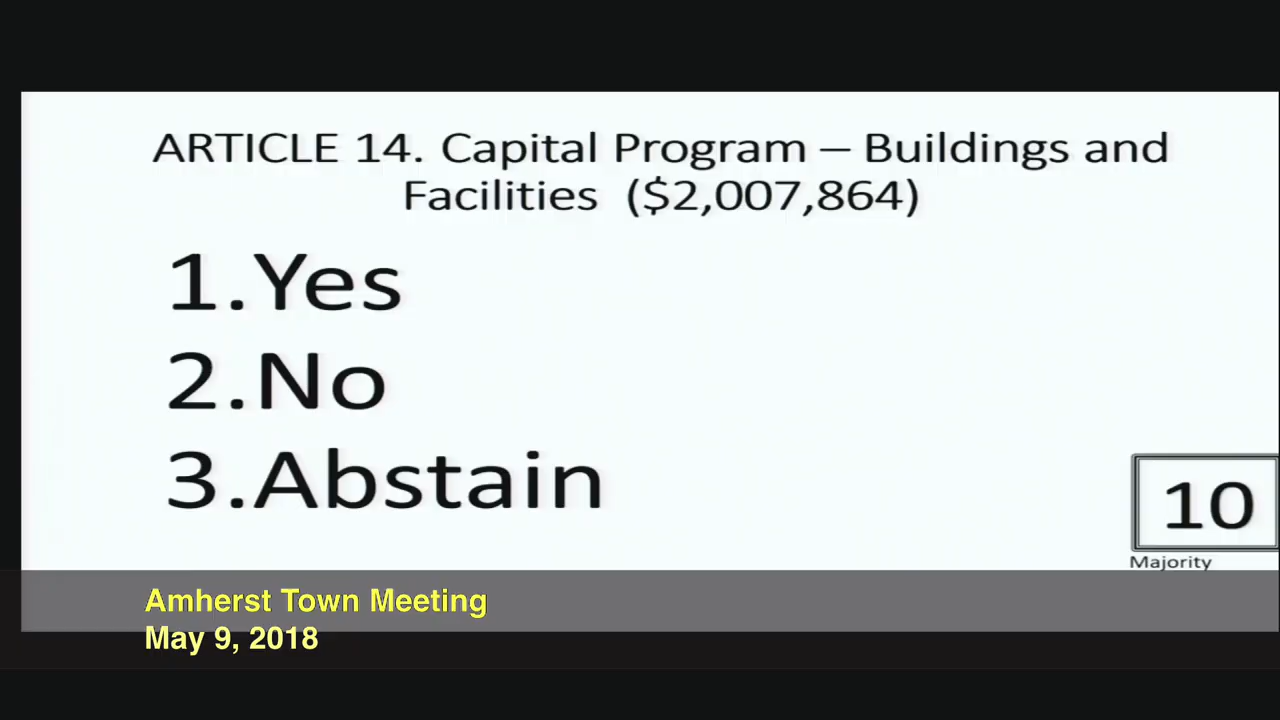 ARTICLE 14. Capital Program – Buildings and
Facilities ($2,007,864)
1.Yes
2.No
3.Abstain
10
Majority
Amherst Town Meeting
May 9, 2018